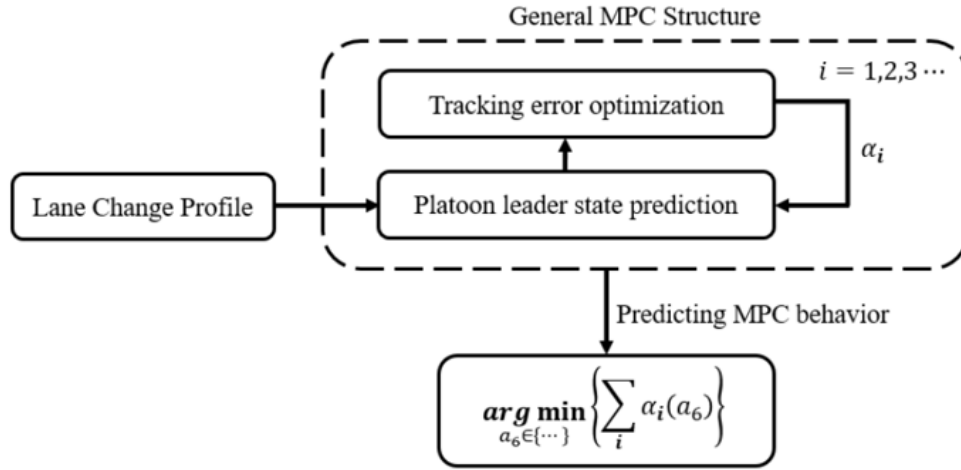 General MPC Structure
i = 1,2,3 ⋯
Tracking error optimization
α_i
Lane Change Profile
Platoon leader state prediction
Predicting MPC behavior
arg min_{a_6∈{⋯}} {∑_i α_i(a_6)}